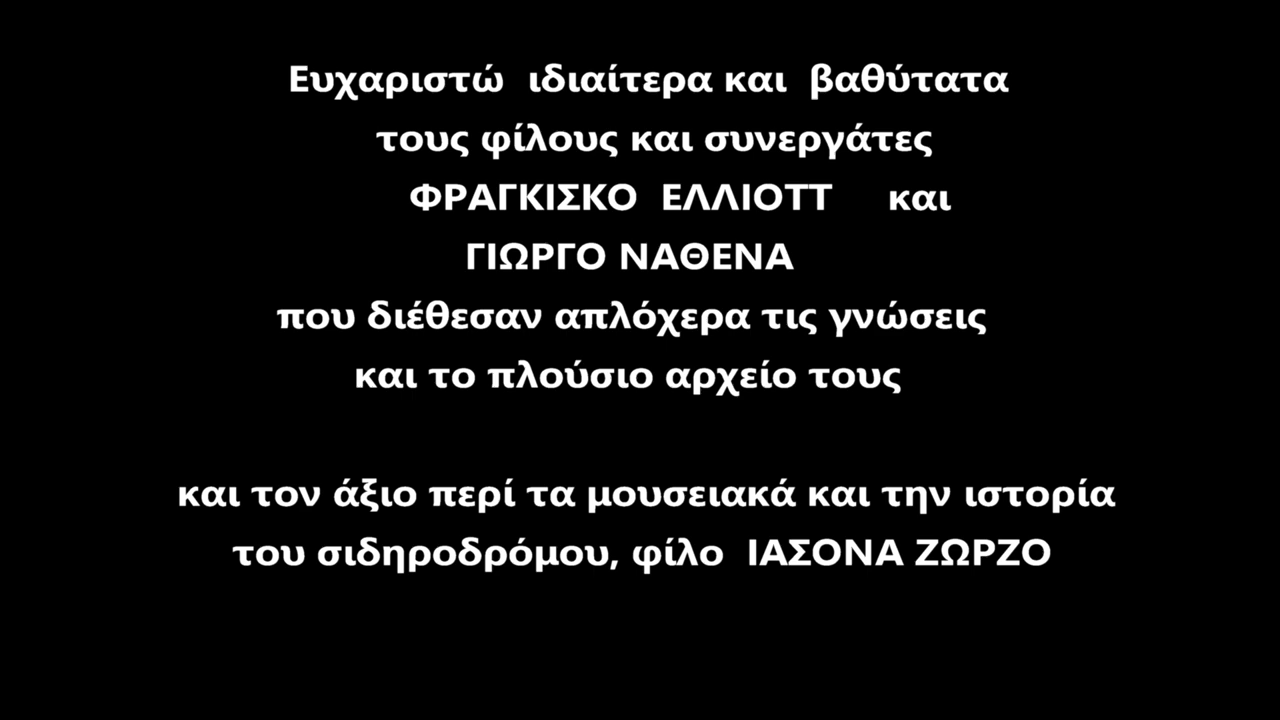 Ευχαριστώ ιδιαίτερα και βαθύτατα
τους φίλους και συνεργάτες
ΦΡΑΓΚΙΣΚΟ ΕΛΛΙΟΤΤ και
ΓΙΩΡΓΟ ΝΑΘΕΝΑ
που διέθεσαν απλόχερα τις γνώσεις
και το πλούσιο αρχείο τους
και τον άξιο περί τα μουσειακά και την ιστορία
του σιδηροδρόμου, φίλο ΙΑΣΟΝΑ ΖΩΡΖΟ